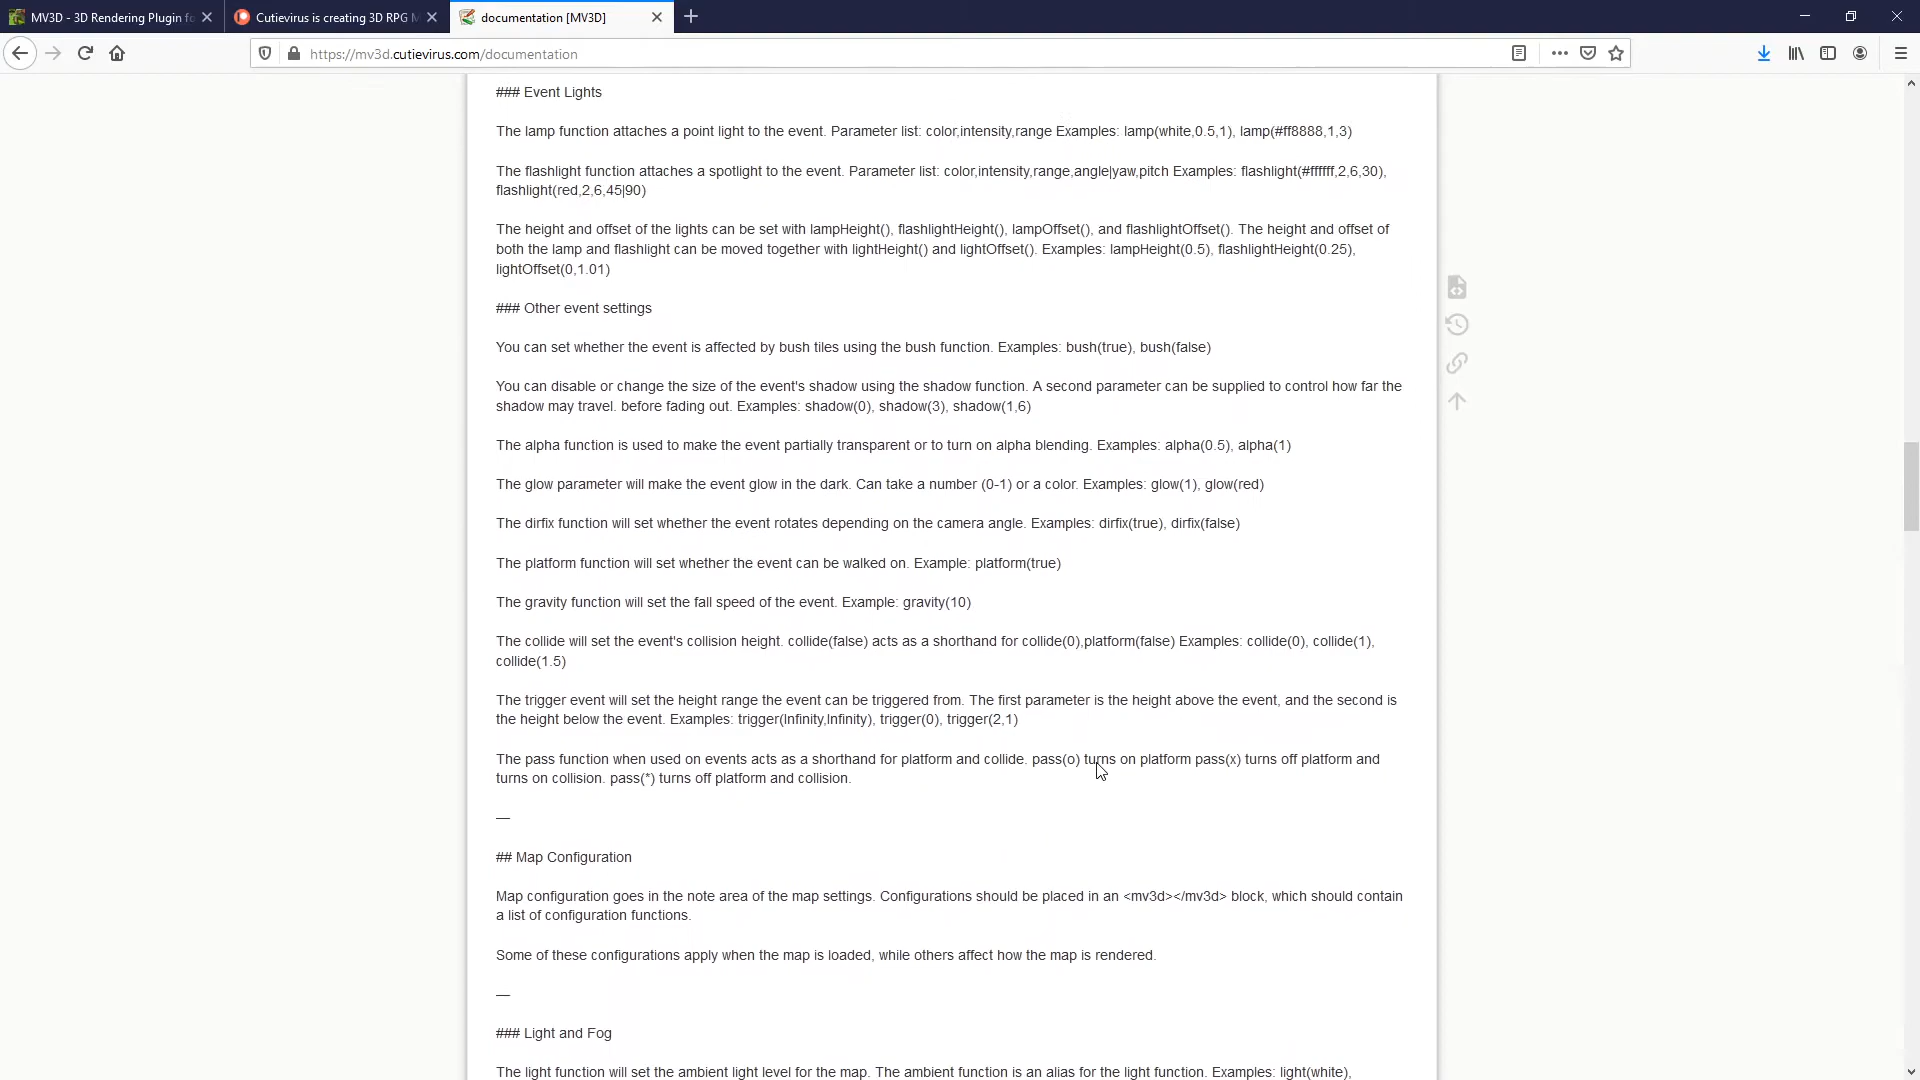 MV3D - 3D Rendering Plugin fo
Cutievirus is creating 3D RPG M
documentation [MV3D]
https://mv3d.cutievirus.com/documentation
### Event Lights
The lamp function attaches a point light to the event. Parameter list: color,intensity,range Examples: lamp(white,0.5,1), lamp(#ff8888,1,3)
The flashlight function attaches a spotlight to the event. Parameter list: color,intensity,range,angle|yaw,pitch Examples: flashlight(#ffffff,2,6,30),
flashlight(red,2,6,45|90)
The height and offset of the lights can be set with lampHeight(), flashlightHeight(), lampOffset(), and flashlightOffset(). The height and offset of
both the lamp and flashlight can be moved together with lightHeight() and lightOffset(). Examples: lampHeight(0.5), flashlightHeight(0.25),
lightOffset(0,1.01)
### Other event settings
You can set whether the event is affected by bush tiles using the bush function. Examples: bush(true), bush(false)
You can disable or change the size of the event's shadow using the shadow function. A second parameter can be supplied to control how far the
shadow may travel. before fading out. Examples: shadow(0), shadow(3), shadow(1,6)
The alpha function is used to make the event partially transparent or to turn on alpha blending. Examples: alpha(0.5), alpha(1)
The glow parameter will make the event glow in the dark. Can take a number (0-1) or a color. Examples: glow(1), glow(red)
The dirfix function will set whether the event rotates depending on the camera angle. Examples: dirfix(true), dirfix(false)
The platform function will set whether the event can be walked on. Example: platform(true)
The gravity function will set the fall speed of the event. Example: gravity(10)
The collide will set the event's collision height. collide(false) acts as a shorthand for collide(0),platform(false) Examples: collide(0), collide(1),
collide(1.5)
The trigger event will set the height range the event can be triggered from. The first parameter is the height above the event, and the second is
the height below the event. Examples: trigger(Infinity,Infinity), trigger(0), trigger(2,1)
The pass function when used on events acts as a shorthand for platform and collide. pass(o) turns on platform pass(x) turns off platform and
turns on collision. pass(*) turns off platform and collision.
—
## Map Configuration
Map configuration goes in the note area of the map settings. Configurations should be placed in an <mv3d></mv3d> block, which should contain
a list of configuration functions.
Some of these configurations apply when the map is loaded, while others affect how the map is rendered.
—
### Light and Fog
The light function will set the ambient light level for the map. The ambient function is an alias for the light function. Examples: light(white),